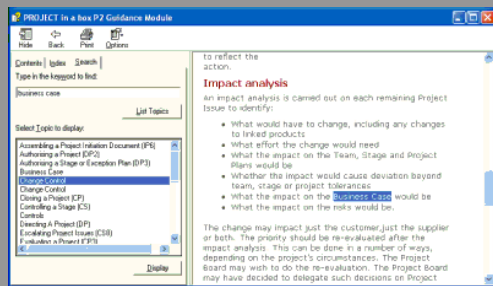 PROJECT in a box P2 Guidance Module
Hide Back Print Options
Contents Index Search
Type in the keyword to find:
business case
List Topics
Select Topic to display:
Assembling a Project Initiation Document (IP6)
Authorising a Project (DP2)
Authorising a Stage or Exception Plan (DP3)
Business Case
Change Control
Change Control
Closing a Project (CP)
Controlling a Stage (CS)
Controls
Directing A Project (DP)
Escalating Project Issues (CS8)
Evaluating a Project (CP3)
Display
to reflect the
action.
Impact analysis
An impact analysis is carried out on each remaining Project
Issue to identify:
• What would have to change, including any changes
to linked products
• What effort the change would need
• What the impact on the Team, Stage and Project
Plans would be
• Whether the impact would cause deviation beyond
team, stage or project tolerances
• What the impact on the Business Case would be
• What the impact on the risks would be.
The change may impact just the customer,just the supplier
or both. The priority should be re-evaluated after the
impact analysis. This can be done in a number of ways,
depending on the project's circumstances. The Project
Board may wish to do the re-evaluation. The Project Board
may have decided to delegate such decisions on Project